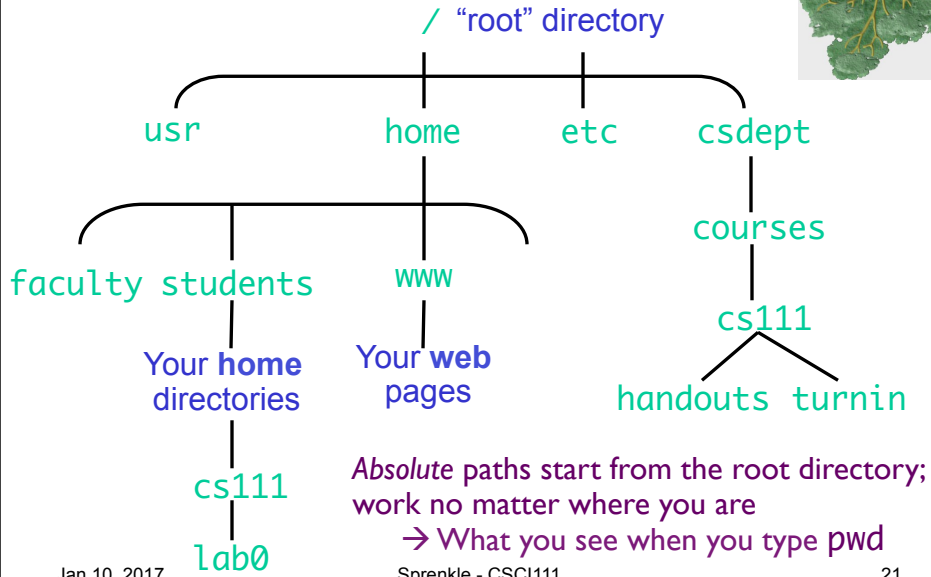 / “root” directory
usr home etc csdept
courses
faculty students www
cs111
Your home
directories
Your web
pages
handouts turnin
cs111
lab0
Absolute paths start from the root directory;
work no matter where you are
→ What you see when you type pwd
Jan 10, 2017 Sprenkle - CSCI111 21